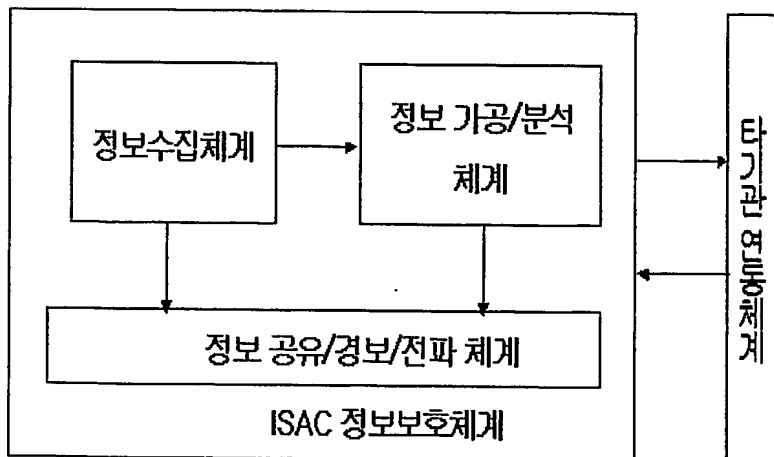 정보수집체계
정보 가공/분석
체계
정보 공유/경보/전파 체계
ISAC 정보보호체계
타기관 연동체계